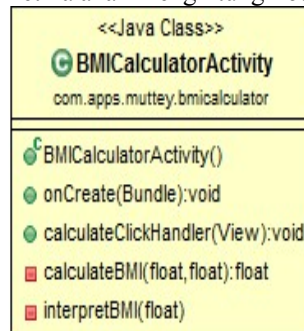 <<Java Class>>
C BMICalculatorActivity
com.apps.muttey.bmicalculator
C BMICalculatorActivity()
onCreate(Bundle):void
calculateClickHandler(View):void
calculateBMI(float,float):float
interpretBMI(float)